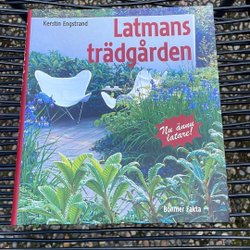 Kerstin Engstrand
Latmans
trädgården
Nu ännu
latare!
Bonnier Fakta